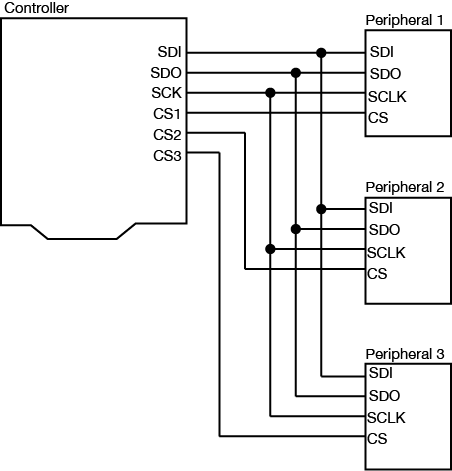 Controller
SDI
SDO
SCK
CS1
CS2
CS3
Peripheral 1
SDI
SDO
SCLK
CS
Peripheral 2
SDI
SDO
SCLK
CS
Peripheral 3
SDI
SDO
SCLK
CS